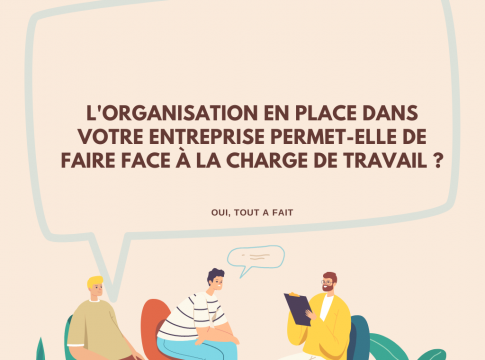 L'ORGANISATION EN PLACE DANS
VOTRE ENTREPRISE PERMET-ELLE DE
FAIRE FACE À LA CHARGE DE TRAVAIL ?
OUI, TOUT A FAIT